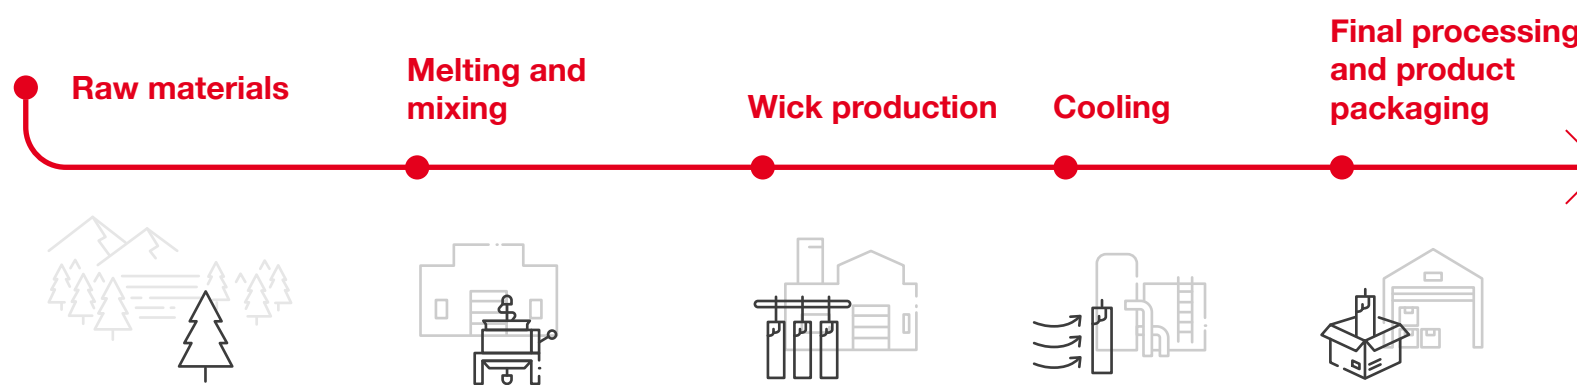 Raw materials
Melting and
mixing
Wick production
Cooling
Final processing
and product
packaging